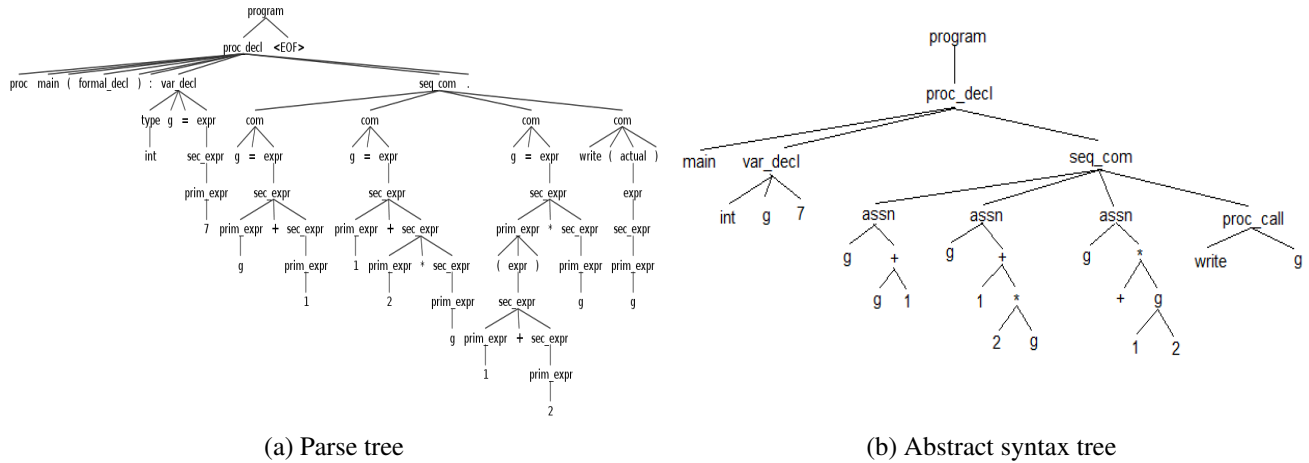 program
proc_decl <EOF>
proc main ( formal_decl ) : var_decl seq_com .
type g = expr com com com com
int sec_expr g = expr g = expr g = expr write ( actual )
prim_expr sec_expr sec_expr sec_expr expr
7 prim_expr + sec_expr prim_expr + sec_expr prim_expr * sec_expr sec_expr
g prim_expr 1 prim_expr * sec_expr ( expr ) prim_expr prim_expr
1 2 prim_expr sec_expr g g
g prim_expr + sec_expr
1 prim_expr
2
(a) Parse tree
program
proc_decl
main var_decl seq_com
int g 7 assn assn assn proc_call
g + g + g * write g
g 1 1 * + g
2 g 1 2
(b) Abstract syntax tree